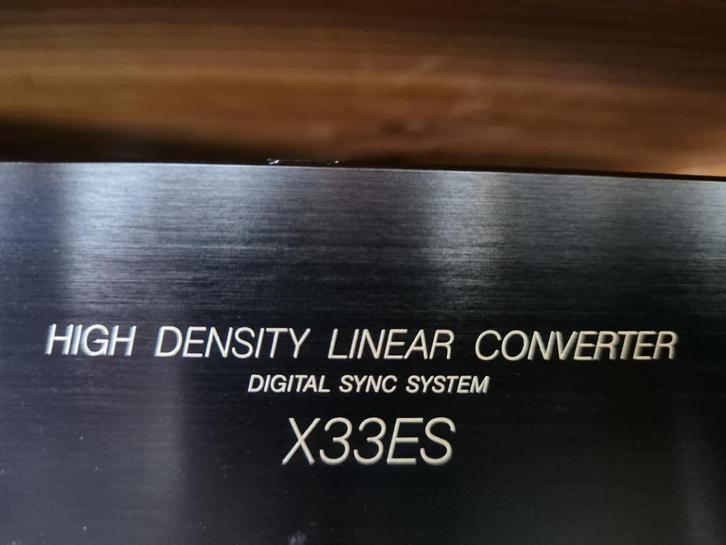 HIGH DENSITY LINEAR CONVERTER
DIGITAL SYNC SYSTEM
X33ES